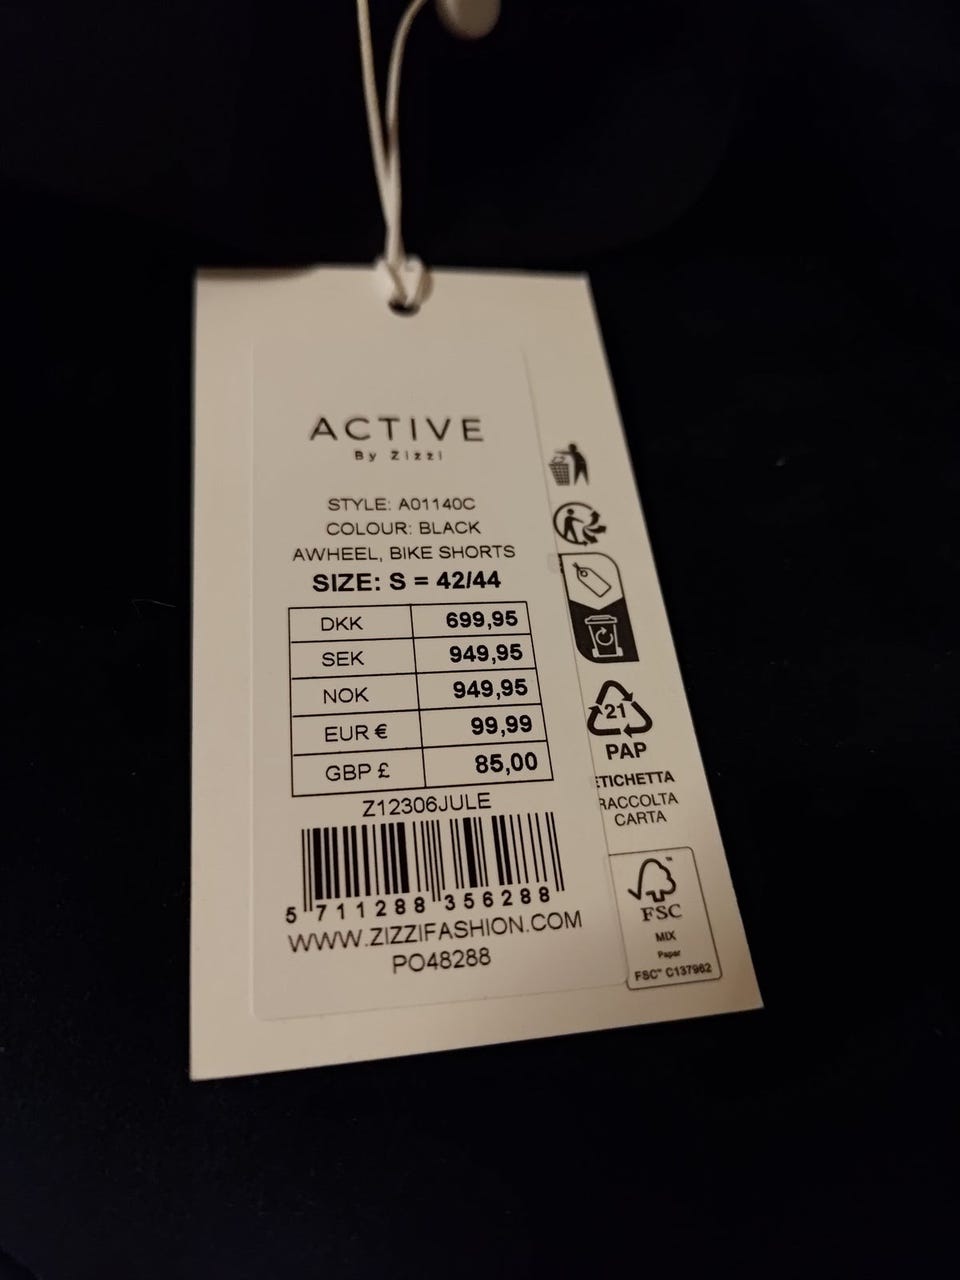 ACTIVE
By Zizzi
STYLE: A01140C
COLOUR: BLACK
AWHEEL, BIKE SHORTS
SIZE: S = 42/44
DKK 699,95
SEK 949,95
NOK 949,95
EUR € 99,99
GBP £ 85,00
Z12306JULE
5 711288 356288
WWW.ZIZZIFASHION.COM
PO48288
21
PAP
ETICHETTA
RACCOLTA
CARTA
FSC™
MIX
Paper
FSC™ C137962